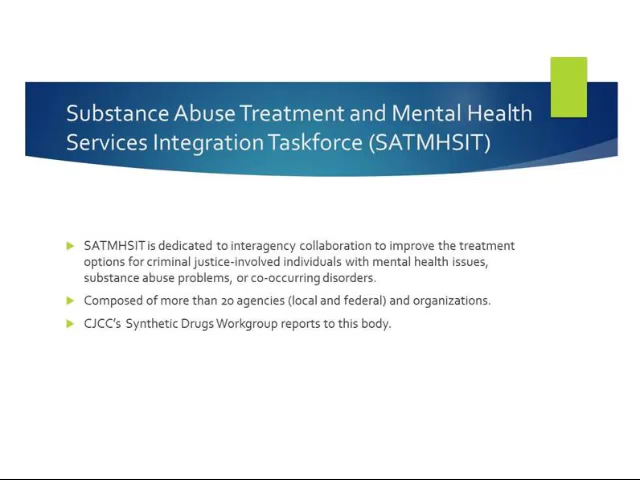 Substance Abuse Treatment and Mental Health
Services Integration Taskforce (SATMHSIT)
SATMHSIT is dedicated to interagency collaboration to improve the treatment
options for criminal justice-involved individuals with mental health issues,
substance abuse problems, or co-occurring disorders.
Composed of more than 20 agencies (local and federal) and organizations.
CJCC's Synthetic Drugs Workgroup reports to this body.